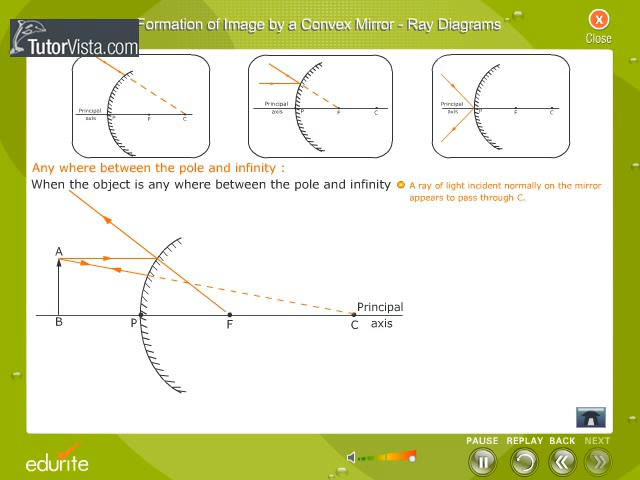 Formation of Image by a Convex Mirror - Ray Diagrams
TutorVista.com
Close
Principal
axis
P
F
C
Principal
axis
P
F
C
Principal
axis
P
F
C
Any where between the pole and infinity :
When the object is any where between the pole and infinity
A ray of light incident normally on the mirror
appears to pass through C.
A
B
P
F
C
Principal
axis
PAUSE REPLAY BACK NEXT
edurite